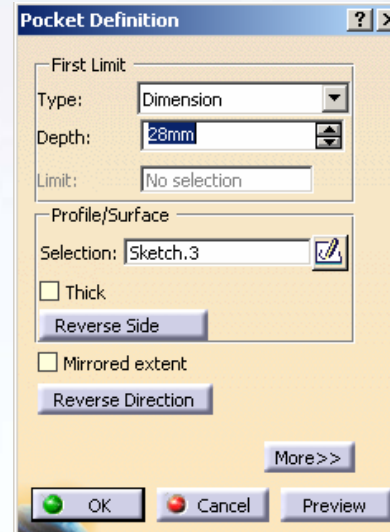 Pocket Definition
First Limit
Type: Dimension
Depth: 28mm
Limit: No selection
Profile/Surface
Selection: Sketch.3
Thick
Reverse Side
Mirrored extent
Reverse Direction
More>>
OK Cancel Preview